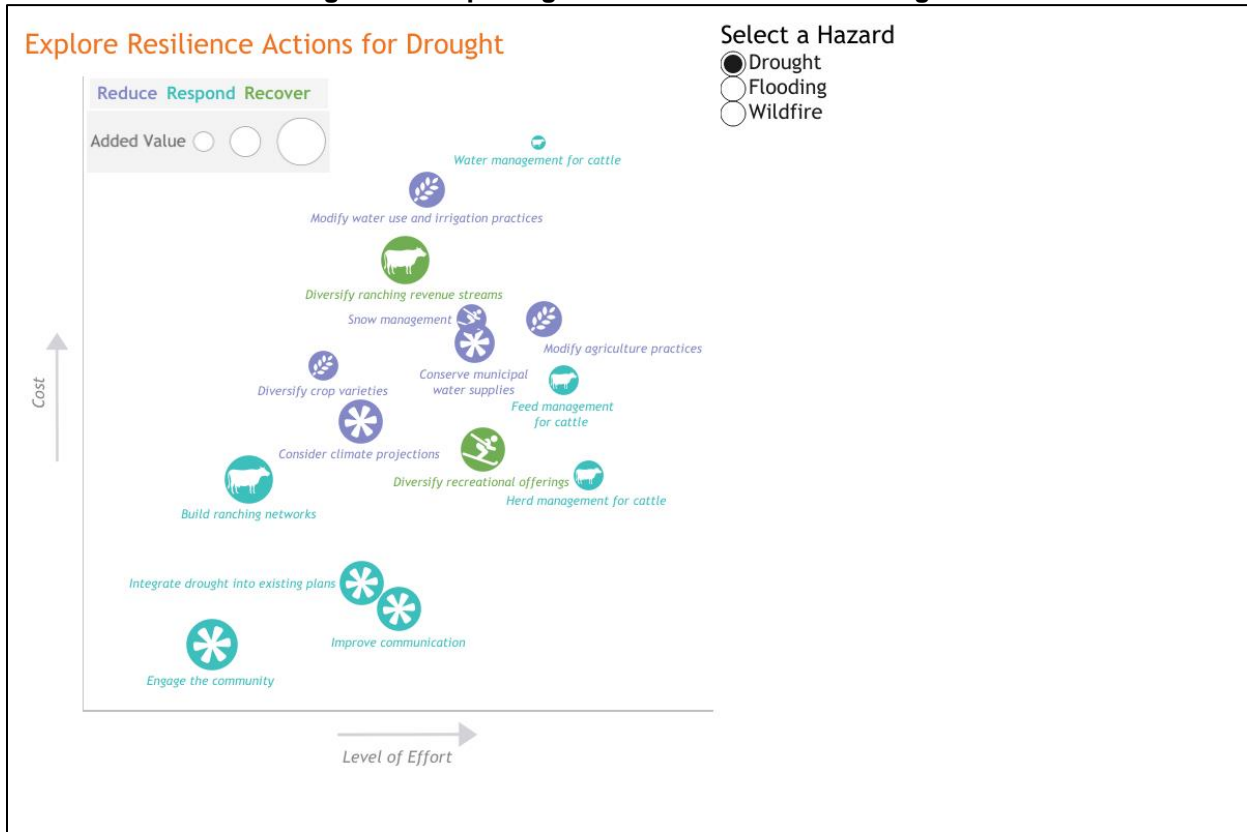 Explore Resilience Actions for Drought
Select a Hazard
Drought
Flooding
Wildfire
Reduce Respond Recover
Added Value
Water management for cattle
Modify water use and irrigation practices
Diversify ranching revenue streams
Snow management
Modify agriculture practices
Conserve municipal
water supplies
Diversify crop varieties
Feed management
for cattle
Consider climate projections
Diversify recreational offerings
Herd management for cattle
Build ranching networks
Integrate drought into existing plans
Improve communication
Engage the community
Cost
Level of Effort